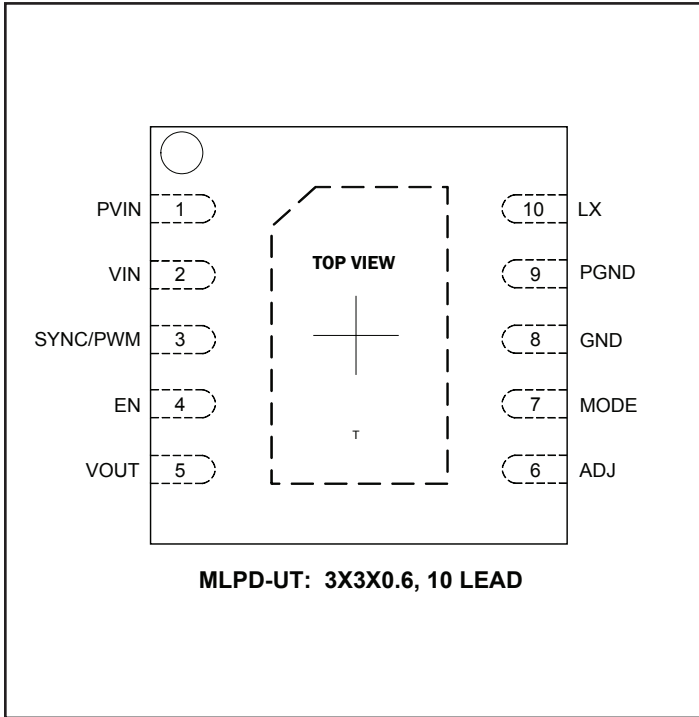 TOP VIEW
PVIN 1
VIN 2
SYNC/PWM 3
EN 4
VOUT 5
10 LX
9 PGND
8 GND
7 MODE
6 ADJ
T
MLPD-UT: 3X3X0.6, 10 LEAD